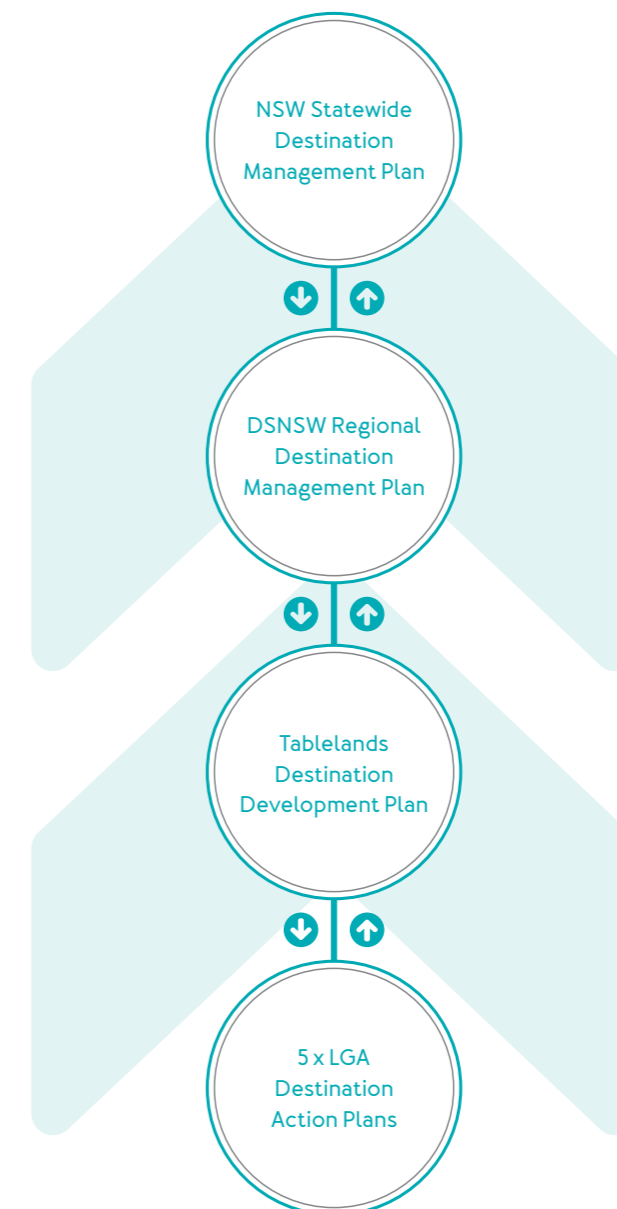 NSW Statewide
Destination
Management Plan
DSNSW Regional
Destination
Management Plan
Tablelands
Destination
Development Plan
5 x LGA
Destination
Action Plans